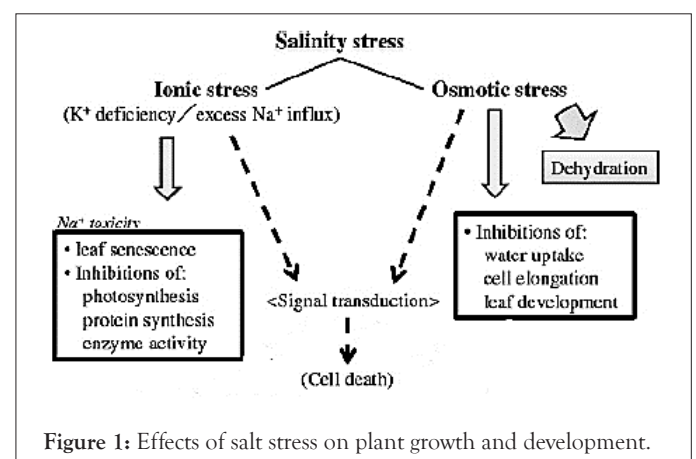 Salinity stress
Ionic stress
(K⁺ deficiency/excess Na⁺ influx)
Osmotic stress
Dehydration
Na⁺ toxicity
• leaf senescence
• Inhibitions of:
photosynthesis
protein synthesis
enzyme activity
<Signal transduction>
(Cell death)
• Inhibitions of:
water uptake
cell elongation
leaf development
Figure 1: Effects of salt stress on plant growth and development.